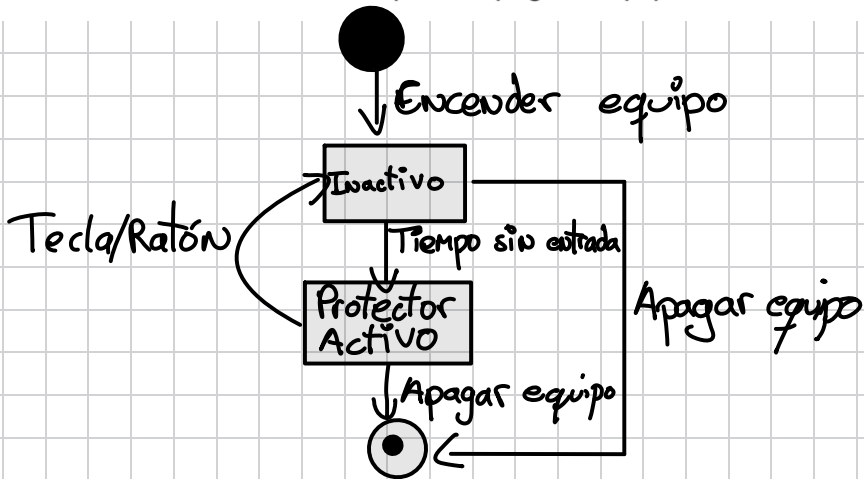 Encender equipo
Inactivo
Tecla/Ratón
Tiempo sin entrada
Protector
Activo
Apagar equipo
Apagar equipo